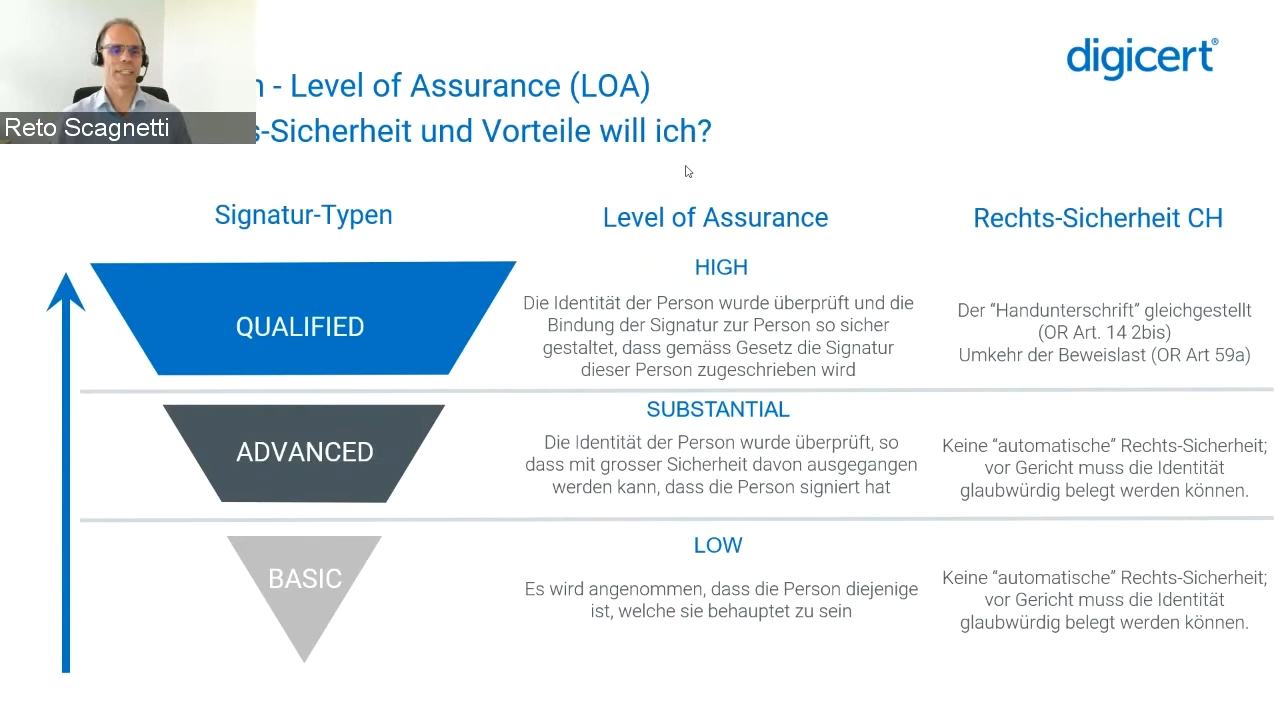 digicert®
- Level of Assurance (LOA)
Reto Scagnetti
-Sicherheit und Vorteile will ich?
Signatur-Typen
Level of Assurance
Rechts-Sicherheit CH
QUALIFIED
HIGH
Die Identität der Person wurde überprüft und die
Bindung der Signatur zur Person so sicher
gestaltet, dass gemäss Gesetz die Signatur
dieser Person zugeschrieben wird
Der “Handunterschrift” gleichgestellt
(OR Art. 14 2bis)
Umkehr der Beweislast (OR Art 59a)
ADVANCED
SUBSTANTIAL
Die Identität der Person wurde überprüft, so
dass mit grosser Sicherheit davon ausgegangen
werden kann, dass die Person signiert hat
Keine “automatische” Rechts-Sicherheit;
vor Gericht muss die Identität
glaubwürdig belegt werden können.
BASIC
LOW
Es wird angenommen, dass die Person diejenige
ist, welche sie behauptet zu sein
Keine “automatische” Rechts-Sicherheit;
vor Gericht muss die Identität
glaubwürdig belegt werden können.